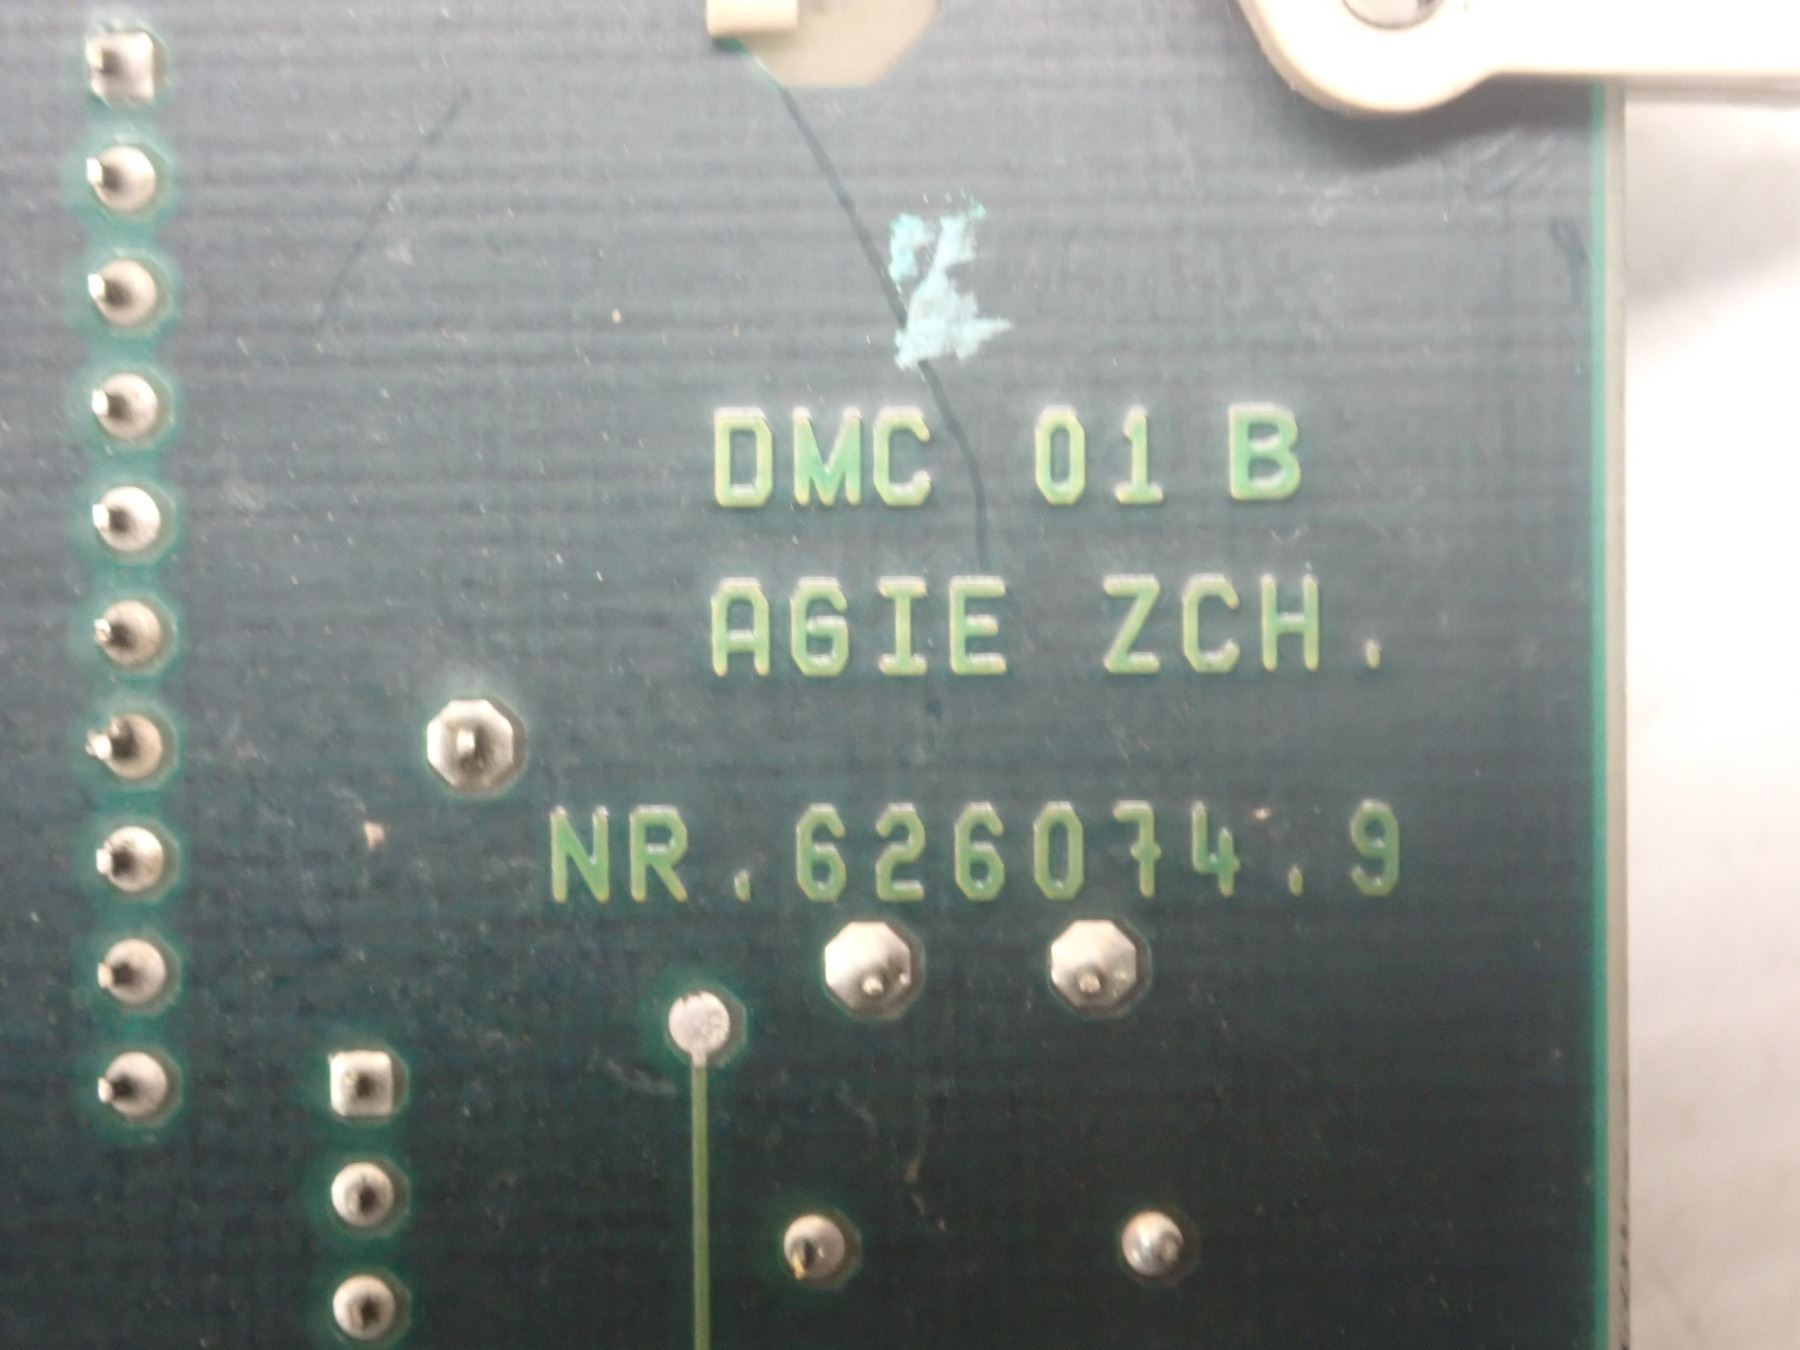 DMC 01 B
AGIE ZCH.
NR.626074.9